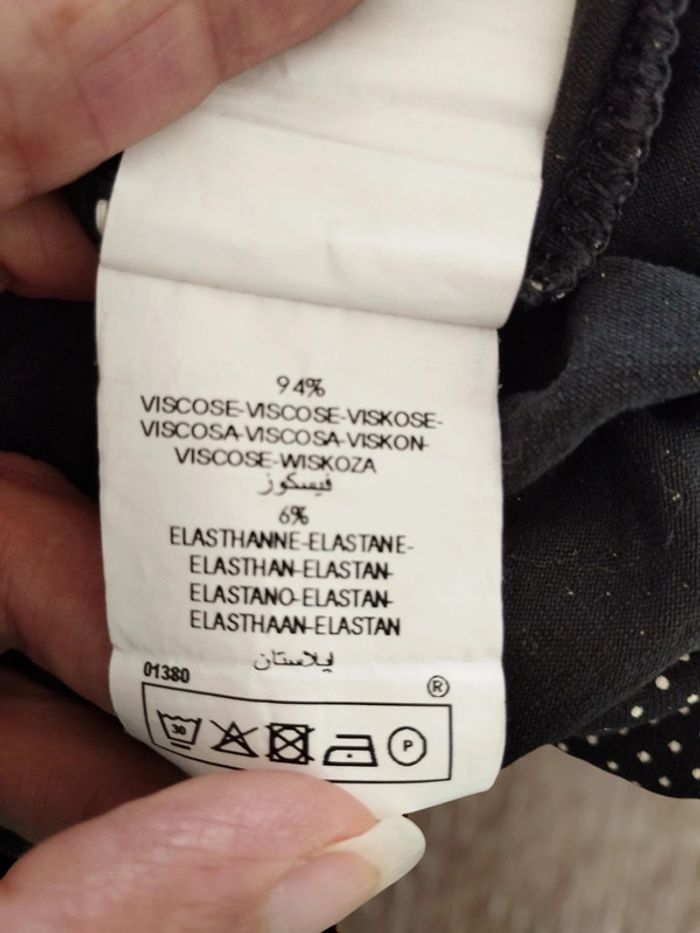 94%
VISCOSE-VISCOSE-VISKOSE-
VISCOSA-VISCOSA-VISKON-
VISCOSE-WISKOZA
فيسكوز
6%
ELASTHANNE-ELASTANE-
ELASTHAN-ELASTAN-
ELASTANO-ELASTAN-
ELASTHAAN-ELASTAN
إيلاستان
01380
®
30 P